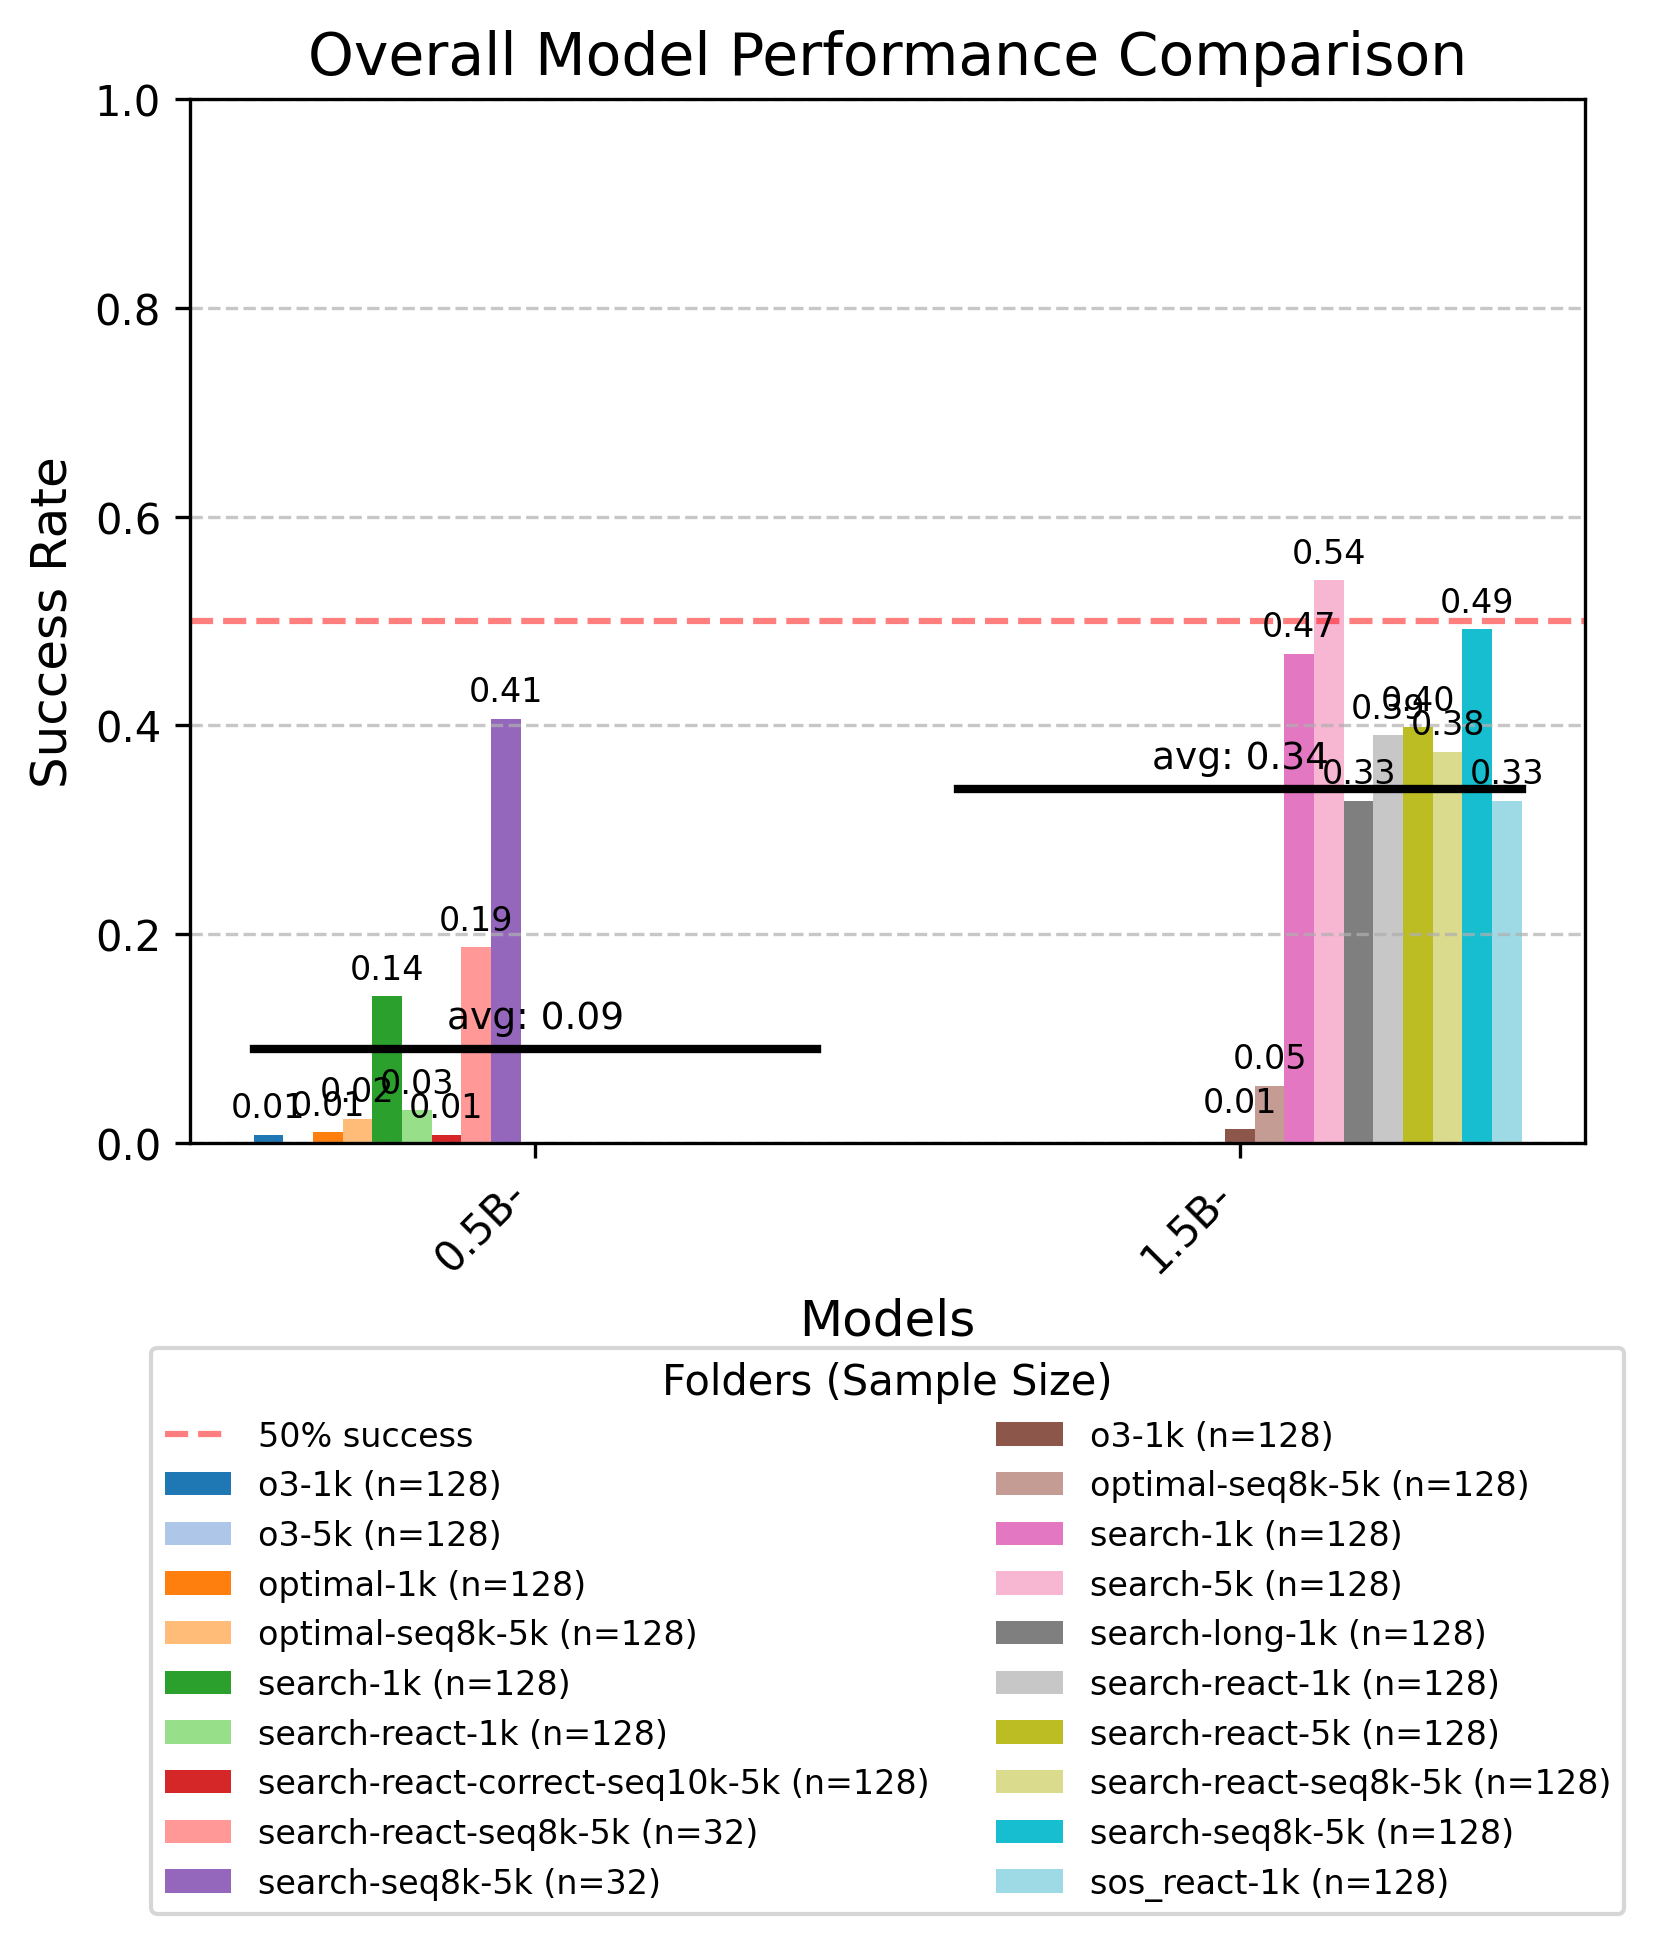 Overall Model Performance Comparison
Success Rate
1.0
0.8
0.6
0.4
0.2
0.0
0.01
0.01
0.02
0.14
0.03
0.01
0.19
0.41
avg: 0.09
0.01
0.05
0.47
0.54
0.33
0.39
0.40
0.38
0.49
0.33
avg: 0.34
0.5B-
1.5B-
Models
Folders (Sample Size)
50% success
o3-1k (n=128)
o3-5k (n=128)
optimal-1k (n=128)
optimal-seq8k-5k (n=128)
search-1k (n=128)
search-react-1k (n=128)
search-react-correct-seq10k-5k (n=128)
search-react-seq8k-5k (n=32)
search-seq8k-5k (n=32)
o3-1k (n=128)
optimal-seq8k-5k (n=128)
search-1k (n=128)
search-5k (n=128)
search-long-1k (n=128)
search-react-1k (n=128)
search-react-5k (n=128)
search-react-seq8k-5k (n=128)
search-seq8k-5k (n=128)
sos_react-1k (n=128)